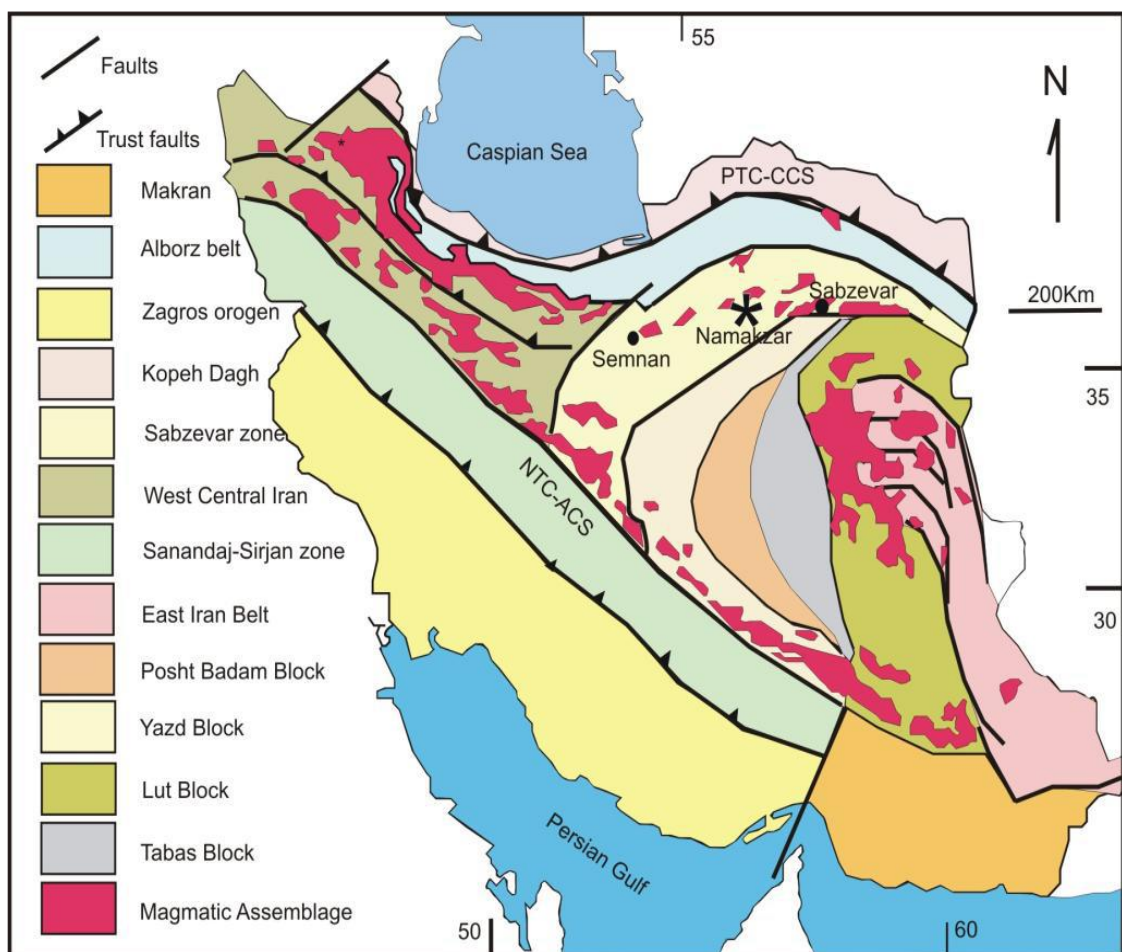 Faults
Trust faults
Makran
Alborz belt
Zagros orogen
Kopeh Dagh
Sabzevar zone
West Central Iran
Sanandaj-Sirjan zone
East Iran Belt
Posht Badam Block
Yazd Block
Lut Block
Tabas Block
Magmatic Assemblage
55
N
Caspian Sea
PTC-CCS
200Km
Sabzevar
Namakzar
Semnan
35
NTC-ACS
30
Persian Gulf
50
60